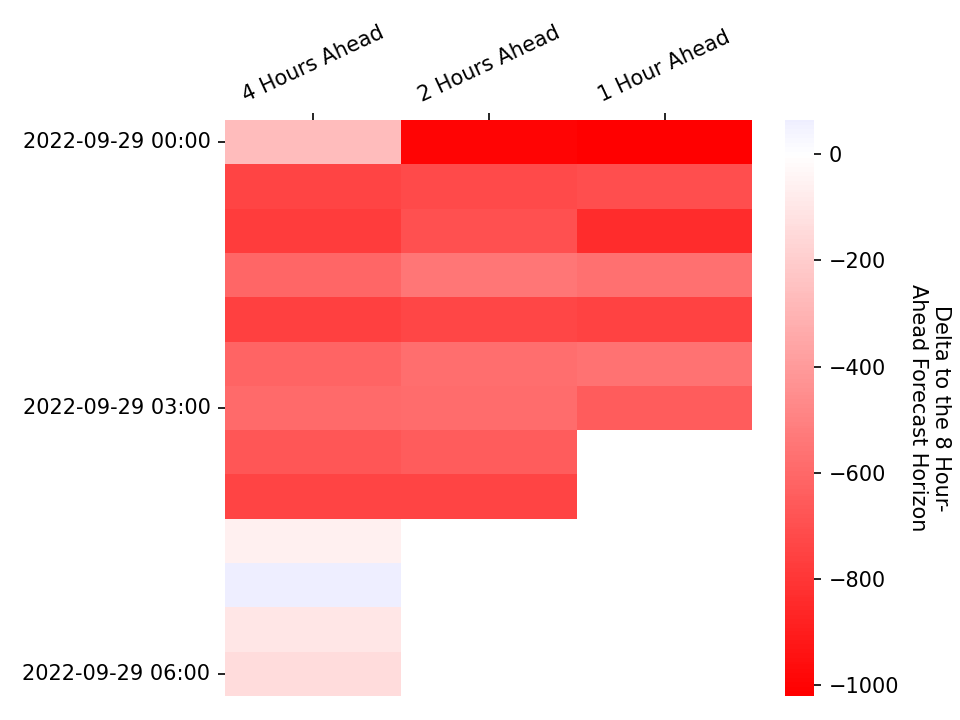 4 Hours Ahead
2 Hours Ahead
1 Hour Ahead
2022-09-29 00:00
2022-09-29 03:00
2022-09-29 06:00
0
−200
−400
−600
−800
−1000
Delta to the 8 Hour-
Ahead Forecast Horizon